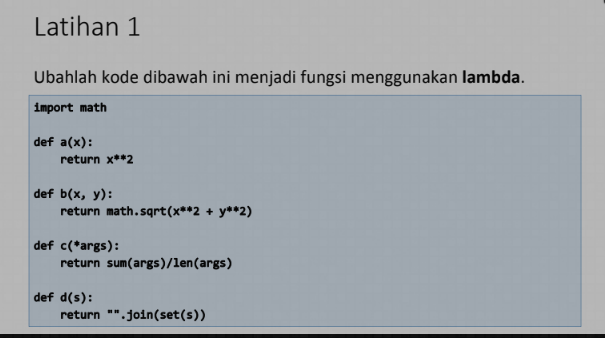 Latihan 1
Ubahlah kode dibawah ini menjadi fungsi menggunakan lambda.
import math
def a(x):
    return x**2
def b(x, y):
    return math.sqrt(x**2 + y**2)
def c(*args):
    return sum(args)/len(args)
def d(s):
    return "".join(set(s))